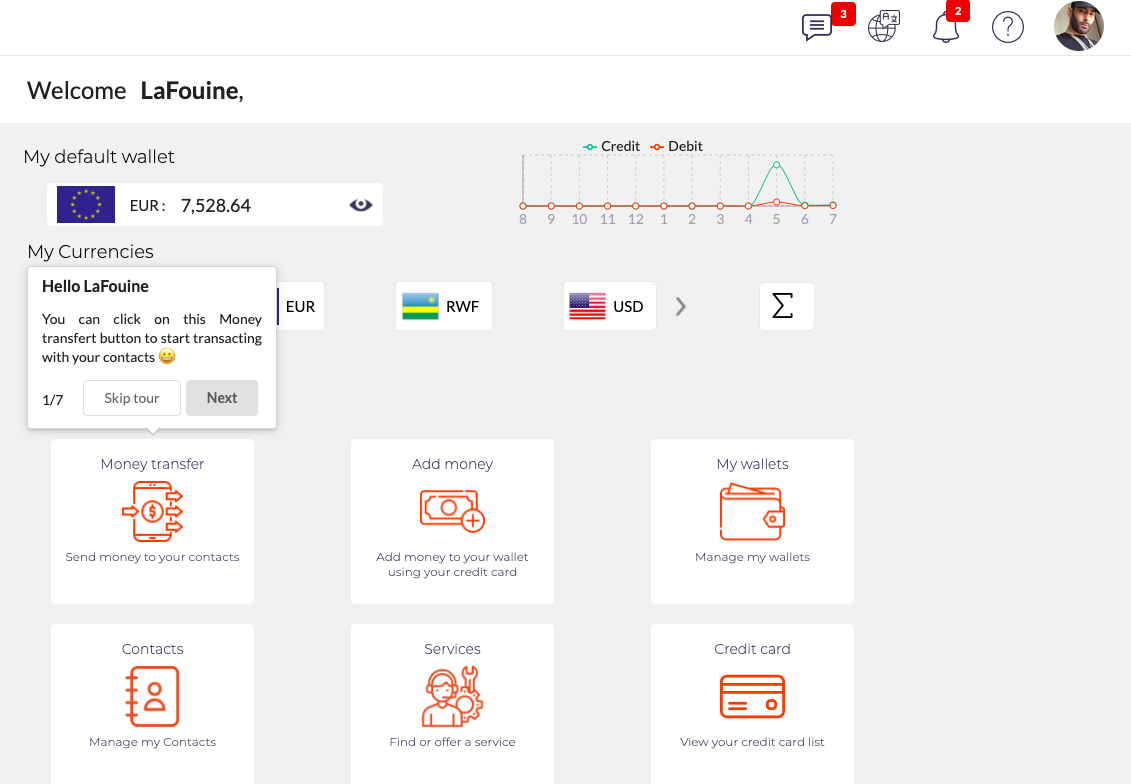 3
2
Welcome LaFouine,
My default wallet
EUR : 7,528.64
Credit Debit
8 9 10 11 12 1 2 3 4 5 6 7
My Currencies
Hello LaFouine
You can click on this Money
transfert button to start transacting
with your contacts 😀
1/7 Skip tour Next
EUR
RWF
USD
Σ
Money transfer
Send money to your contacts
Add money
Add money to your wallet
using your credit card
My wallets
Manage my wallets
Contacts
Manage my Contacts
Services
Find or offer a service
Credit card
View your credit card list